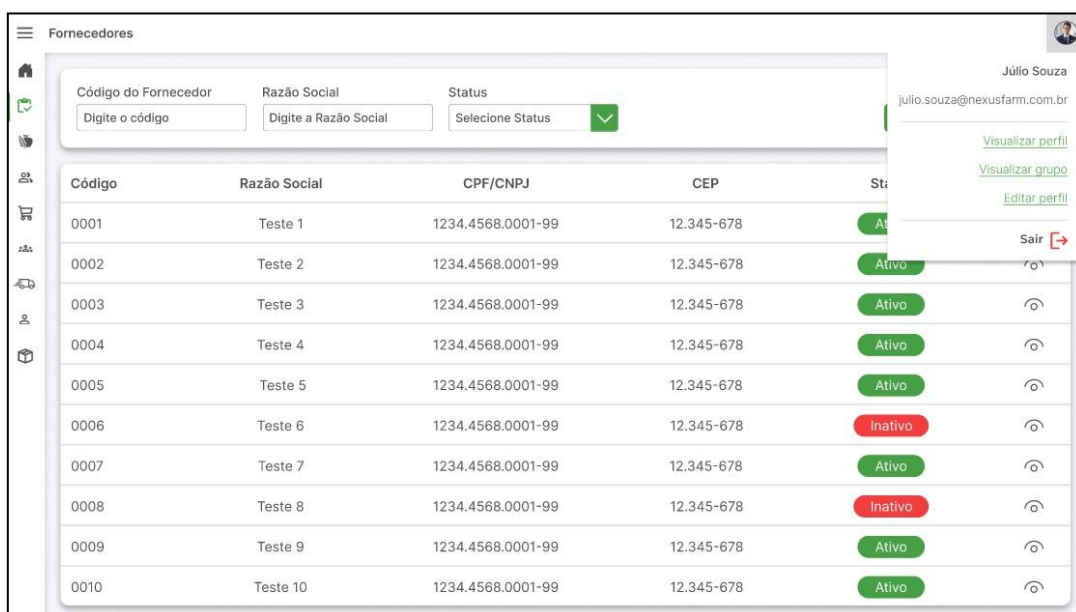 Fornecedores
Júlio Souza
julio.souza@nexusfarm.com.br
Visualizar perfil
Visualizar grupo
Editar perfil
Sair
Código do Fornecedor Razão Social Status
Digite o código Digite a Razão Social Selecione Status
Código Razão Social CPF/CNPJ CEP
0001 Teste 1 1234.4568.0001-99 12.345-678
0002 Teste 2 1234.4568.0001-99 12.345-678 Ativo
0003 Teste 3 1234.4568.0001-99 12.345-678 Ativo
0004 Teste 4 1234.4568.0001-99 12.345-678 Ativo
0005 Teste 5 1234.4568.0001-99 12.345-678 Ativo
0006 Teste 6 1234.4568.0001-99 12.345-678 Inativo
0007 Teste 7 1234.4568.0001-99 12.345-678 Ativo
0008 Teste 8 1234.4568.0001-99 12.345-678 Inativo
0009 Teste 9 1234.4568.0001-99 12.345-678 Ativo
0010 Teste 10 1234.4568.0001-99 12.345-678 Ativo